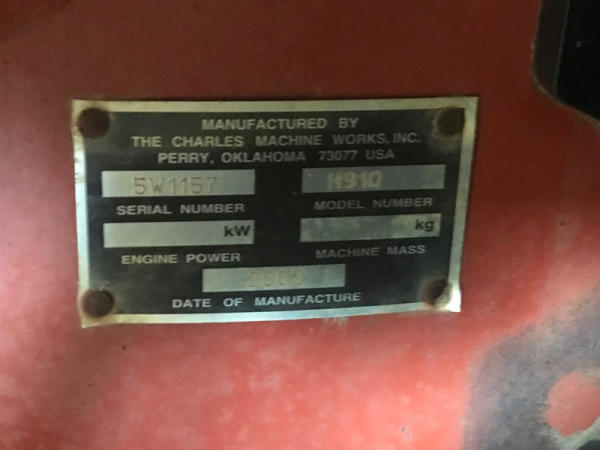 MANUFACTURED BY
THE CHARLES MACHINE WORKS, INC.
PERRY, OKLAHOMA 73077 USA
5W1157 H910
SERIAL NUMBER MODEL NUMBER
kW kg
ENGINE POWER MACHINE MASS
DATE OF MANUFACTURE